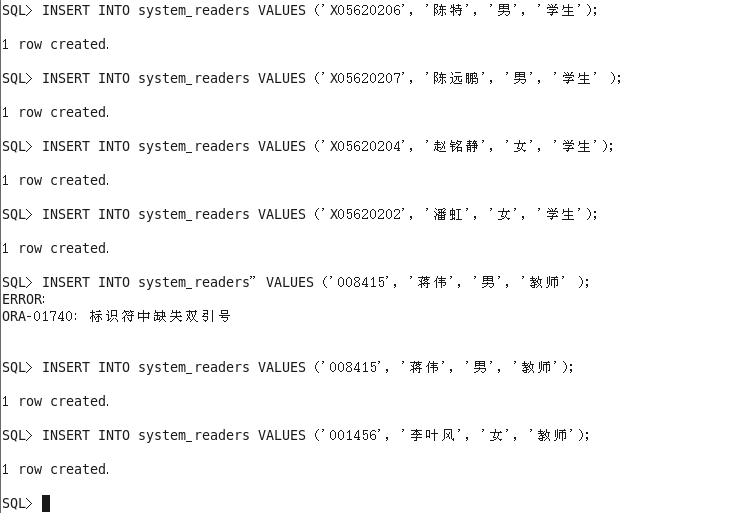 SQL> INSERT INTO system_readers VALUES ('X05620206', '陈特', '男', '学生');
1 row created.
SQL> INSERT INTO system_readers VALUES ('X05620207', '陈远鹏', '男', '学生' );
1 row created.
SQL> INSERT INTO system_readers VALUES ('X05620204', '赵铭静', '女', '学生');
1 row created.
SQL> INSERT INTO system_readers VALUES ('X05620202', '潘虹', '女', '学生');
1 row created.
SQL> INSERT INTO system_readers" VALUES ('008415', '蒋伟', '男', '教师' );
ERROR:
ORA-01740: 标识符中缺失双引号
SQL> INSERT INTO system_readers VALUES ('008415', '蒋伟', '男', '教师');
1 row created.
SQL> INSERT INTO system_readers VALUES ('001456', '李叶风', '女', '教师');
1 row created.
SQL>